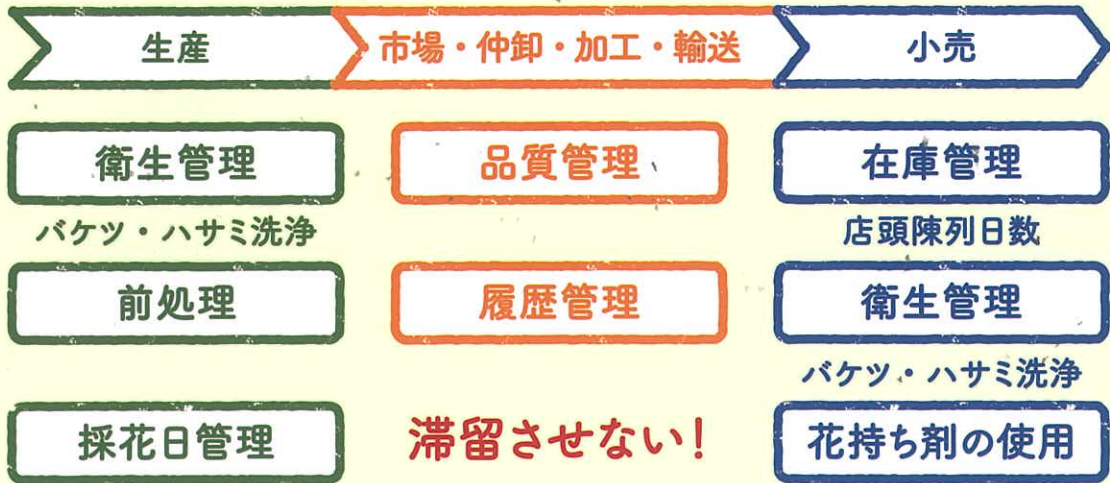 生産
市場・仲卸・加工・輸送
小売
衛生管理
品質管理
在庫管理
バケツ・ハサミ洗浄
店頭陳列日数
前処理
履歴管理
衛生管理
バケツ・ハサミ洗浄
採花日管理
滞留させない!
花持ち剤の使用